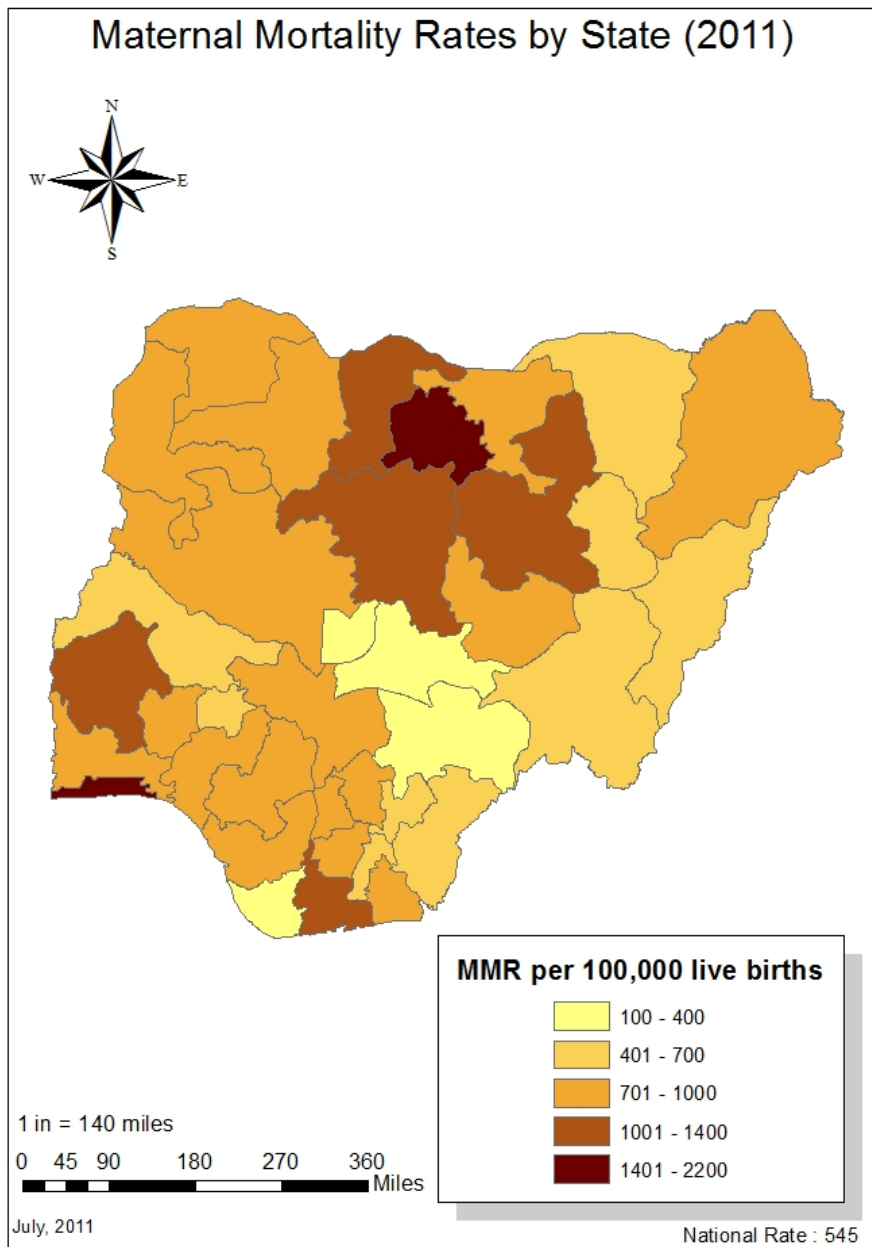 Maternal Mortality Rates by State (2011)
N
W
E
S
MMR per 100,000 live births
100 - 400
401 - 700
701 - 1000
1001 - 1400
1401 - 2200
1 in = 140 miles
0 45 90 180 270 360
Miles
July, 2011
National Rate : 545